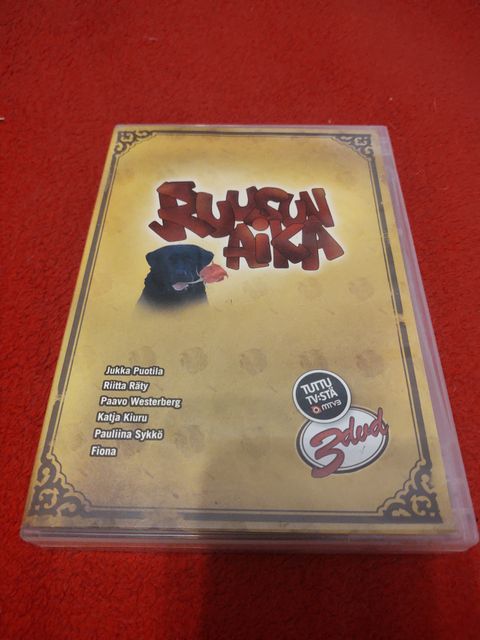 RUUSUN
AIKA
Jukka Puotila
Riitta Räty
Paavo Westerberg
Katja Kiuru
Pauliina Sykkö
Fiona
TUTTU
TV:STÄ
MTV3
3dvd